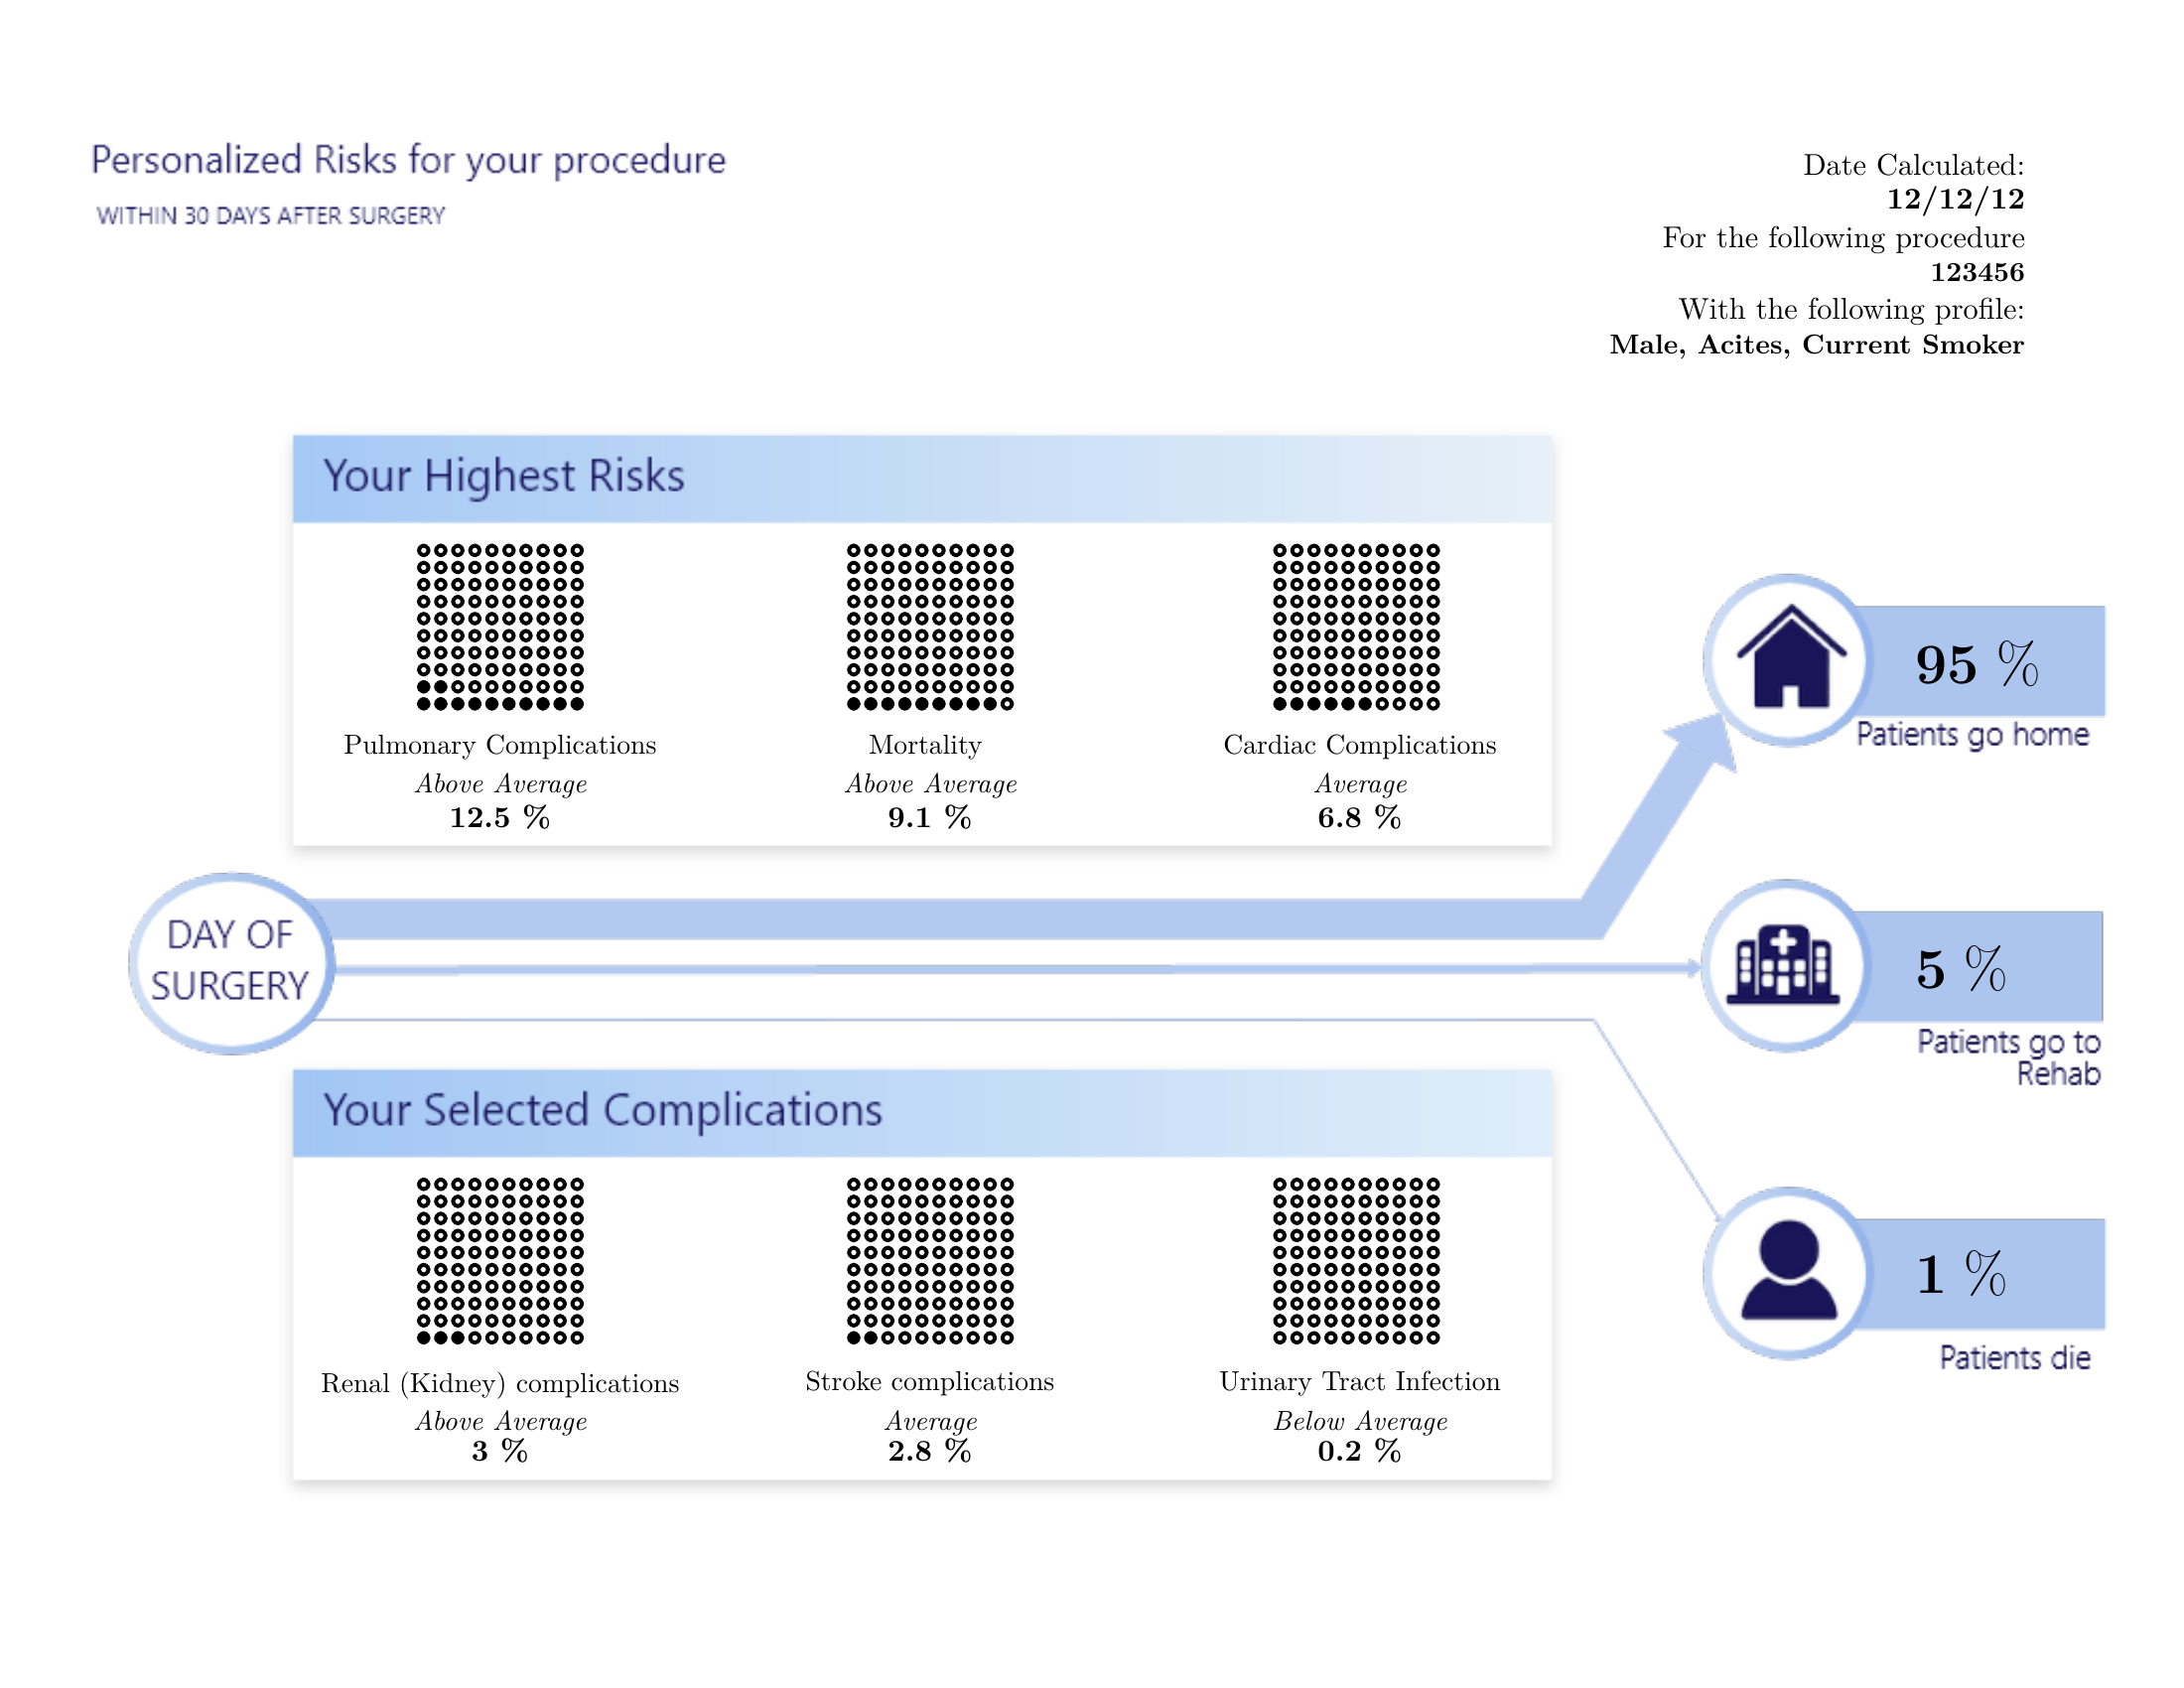 Personalized Risks for your procedure
WITHIN 30 DAYS AFTER SURGERY
Date Calculated:
12/12/12
For the following procedure
123456
With the following profile:
Male, Acites, Current Smoker
Your Highest Risks
Pulmonary Complications
Above Average
12.5 %
Mortality
Above Average
9.1 %
Cardiac Complications
Average
6.8 %
DAY OF
SURGERY
95 %
Patients go home
5 %
Patients go to
Rehab
1 %
Patients die
Your Selected Complications
Renal (Kidney) complications
Above Average
3 %
Stroke complications
Average
2.8 %
Urinary Tract Infection
Below Average
0.2 %